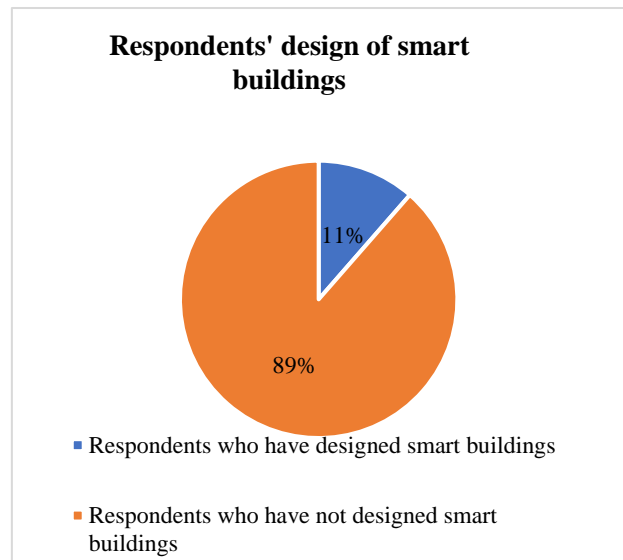 Respondents' design of smart
buildings
11%
89%
Respondents who have designed smart buildings
Respondents who have not designed smart
buildings